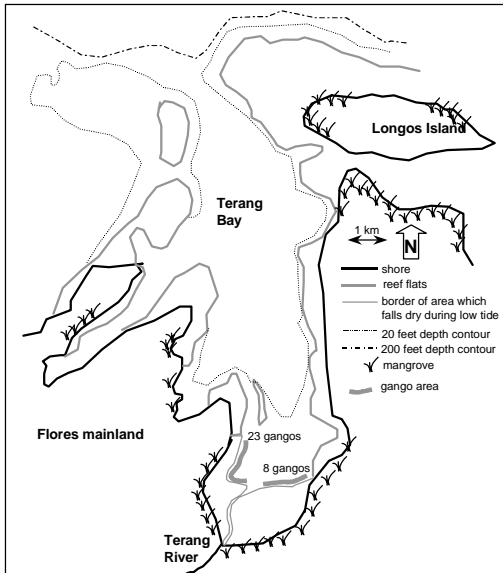 Longos Island
Terang
Bay
1 km
N
shore
reef flats
border of area which
falls dry during low tide
20 feet depth contour
200 feet depth contour
mangrove
gango area
Flores mainland
23 gangos
8 gangos
Terang
River